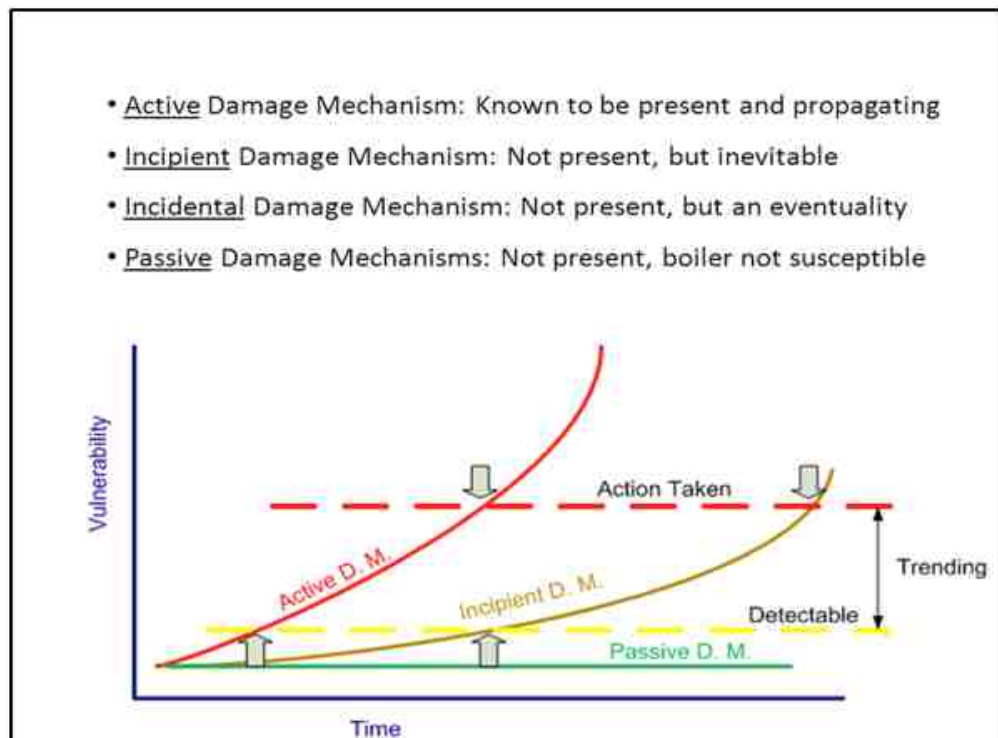 • Active Damage Mechanism: Known to be present and propagating
• Incipient Damage Mechanism: Not present, but inevitable
• Incidental Damage Mechanism: Not present, but an eventuality
• Passive Damage Mechanisms: Not present, boiler not susceptible
Vulnerability
Action Taken
Active D. M.
Trending
Incipient D. M.
Detectable
Passive D. M.
Time